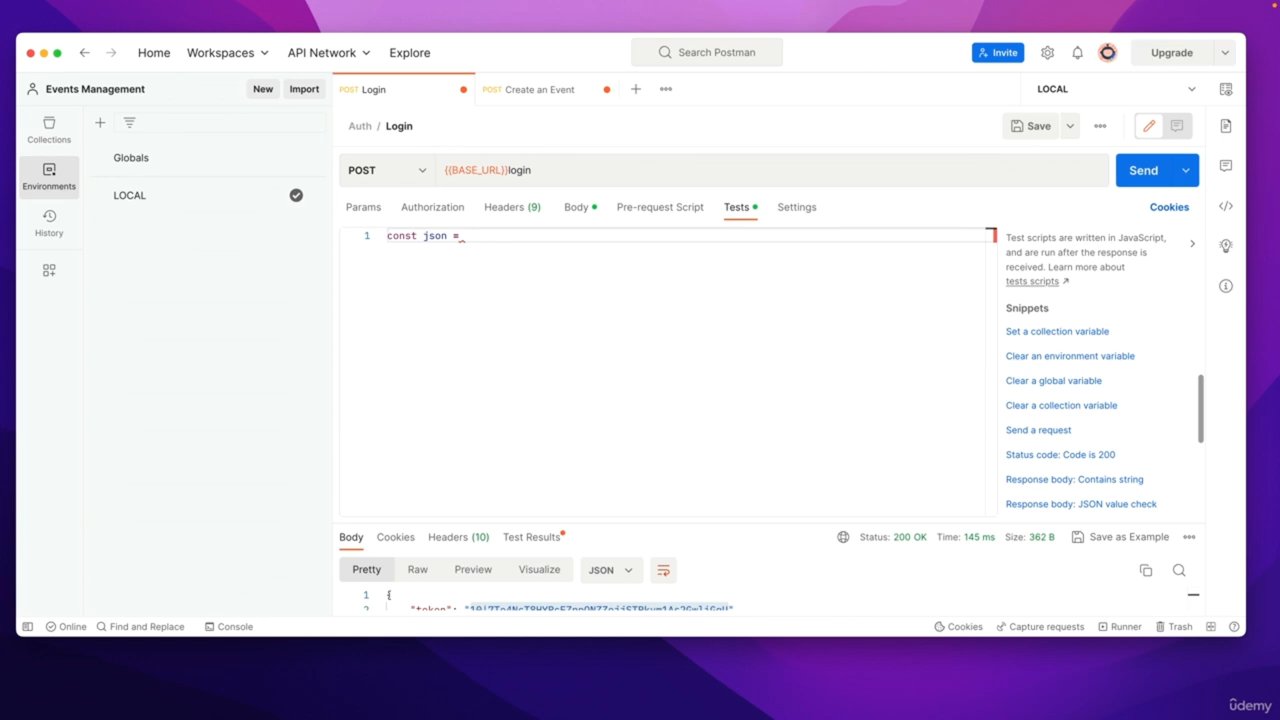 Home Workspaces API Network Explore Search Postman Invite Upgrade
Events Management New Import POST Login POST Create an Event LOCAL
Collections
Environments
History
Globals
LOCAL
Auth / Login Save
POST {{BASE_URL}}login Send
Params Authorization Headers (9) Body Pre-request Script Tests Settings Cookies
1 const json =
Test scripts are written in JavaScript,
and are run after the response is
received. Learn more about
tests scripts
Snippets
Set a collection variable
Clear an environment variable
Clear a global variable
Clear a collection variable
Send a request
Status code: Code is 200
Response body: Contains string
Response body: JSON value check
Body Cookies Headers (10) Test Results Status: 200 OK Time: 145 ms Size: 362 B Save as Example
Pretty Raw Preview Visualize JSON
1 {
2 "token":
Online Find and Replace Console Cookies Capture requests Runner Trash
ûdemy